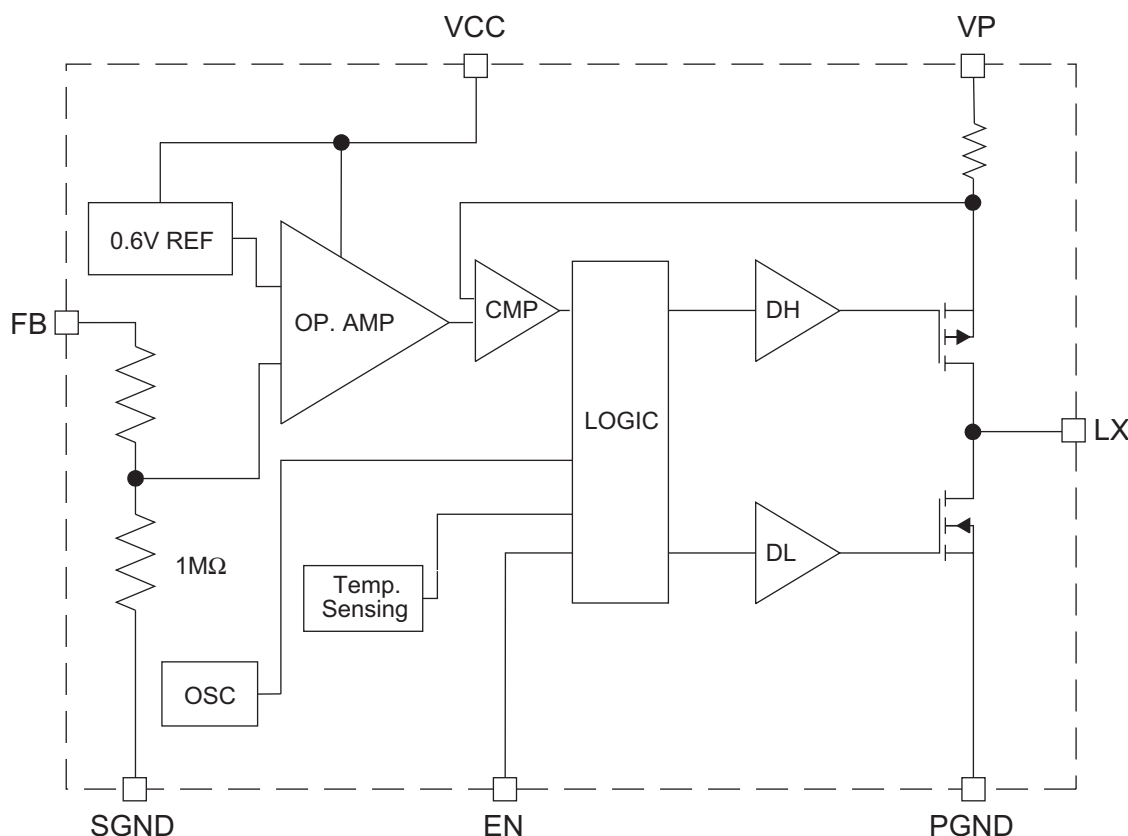 VCC
VP
0.6V REF
FB
OP. AMP
CMP
DH
LOGIC
LX
1MΩ
Temp.
Sensing
DL
OSC
SGND
EN
PGND